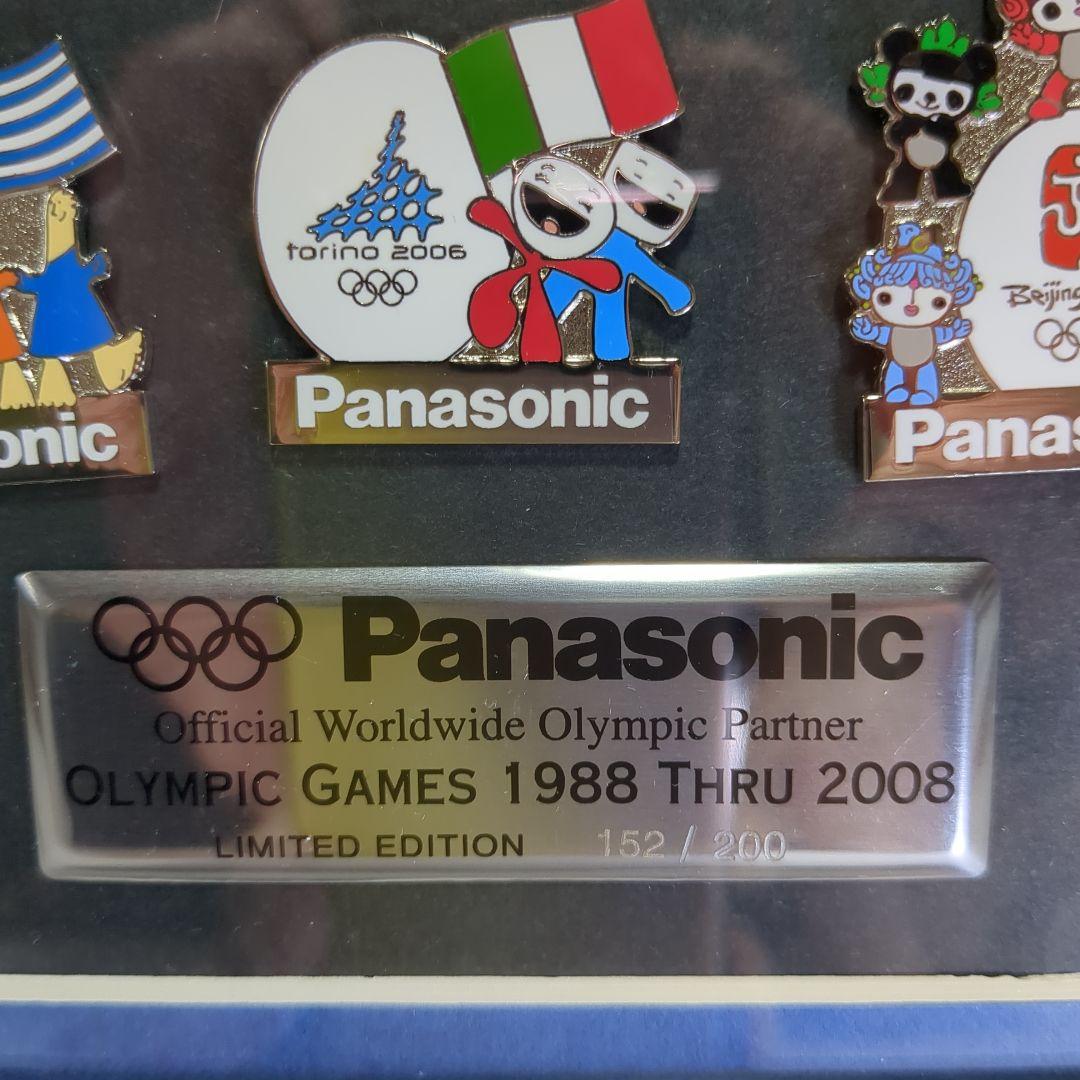 torino 2006
Beijing
onic
Panasonic
Panas
Panasonic
Official Worldwide Olympic Partner
OLYMPIC GAMES 1988 THRU 2008
LIMITED EDITION 152 / 200